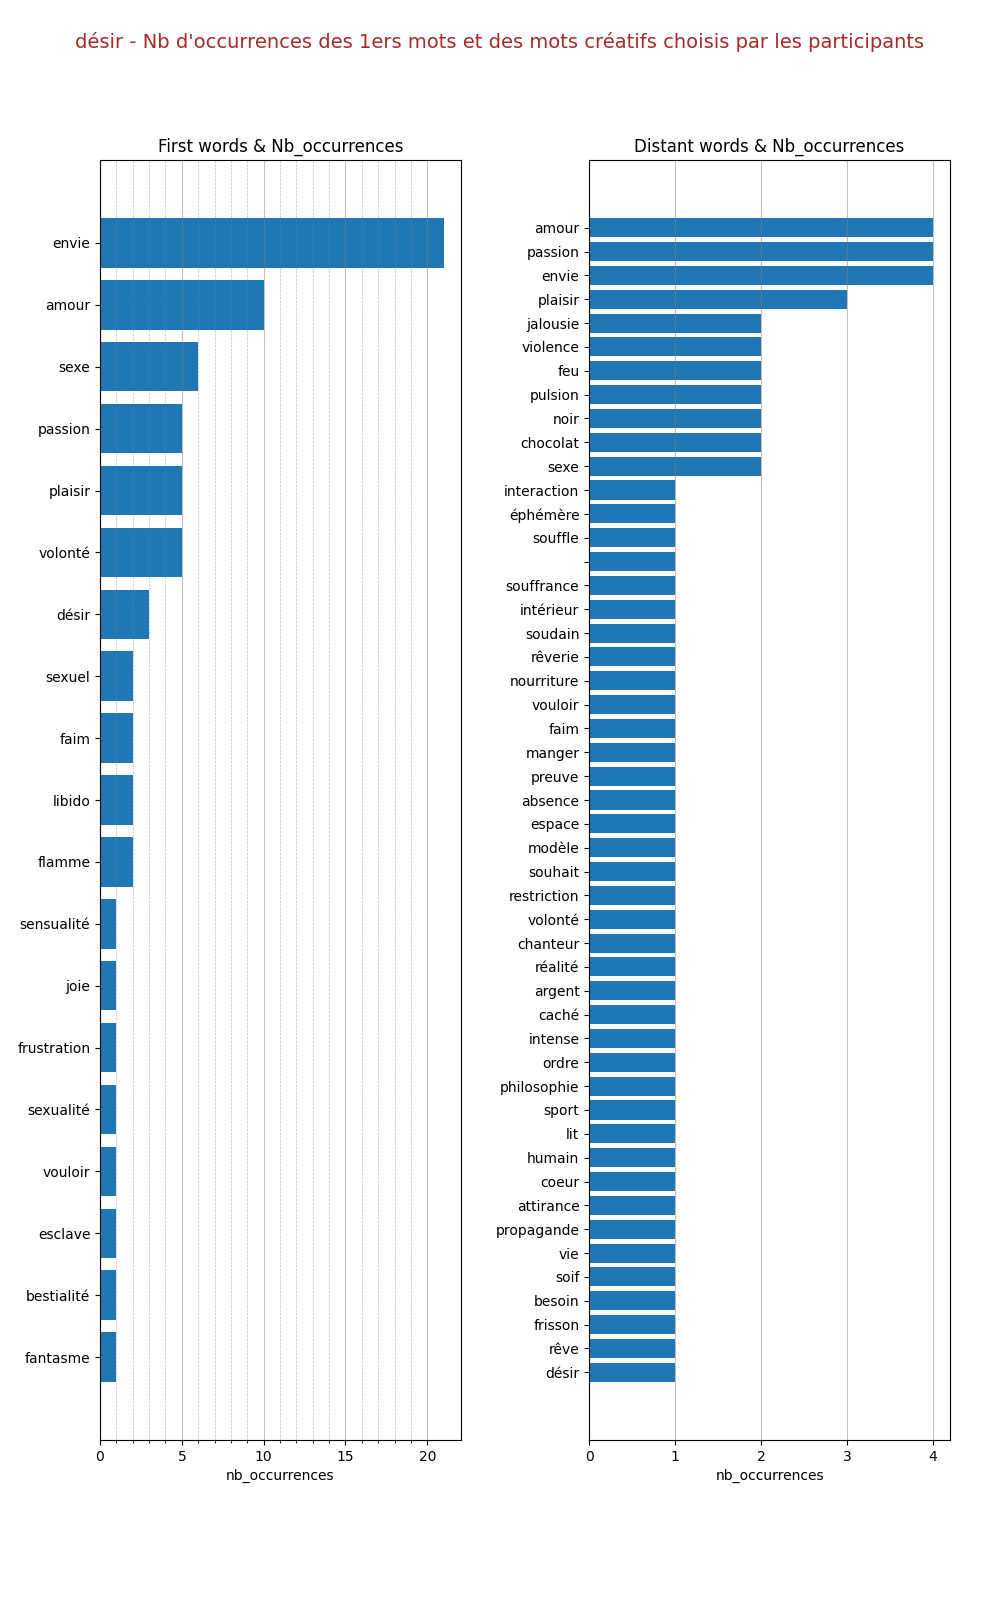 désir - Nb d'occurrences des 1ers mots et des mots créatifs choisis par les participants
First words & Nb_occurrences
envie
amour
sexe
passion
plaisir
volonté
désir
sexuel
faim
libido
flamme
sensualité
joie
frustration
sexualité
vouloir
esclave
bestialité
fantasme
0 5 10 15 20
nb_occurrences
Distant words & Nb_occurrences
amour
passion
envie
plaisir
jalousie
violence
feu
pulsion
noir
chocolat
sexe
interaction
éphémère
souffle
souffrance
intérieur
soudain
rêverie
nourriture
vouloir
faim
manger
preuve
absence
espace
modèle
souhait
restriction
volonté
chanteur
réalité
argent
caché
intense
ordre
philosophie
sport
lit
humain
coeur
attirance
propagande
vie
soif
besoin
frisson
rêve
désir
0 1 2 3 4
nb_occurrences